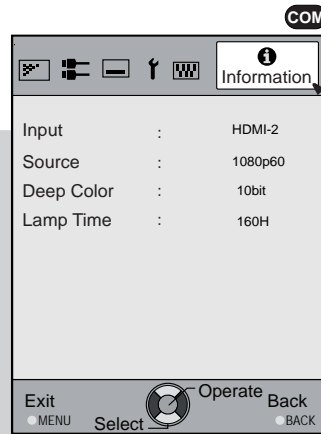 COM
Information
Input : HDMI-2
Source : 1080p60
Deep Color : 10bit
Lamp Time : 160H
Exit
MENU
Select
Operate
Back
BACK